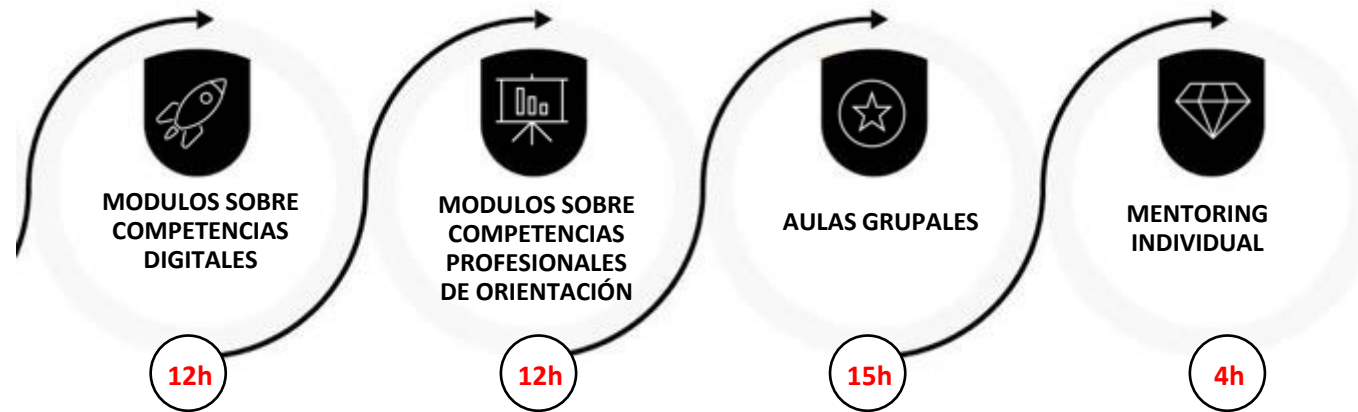 MODULOS SOBRE
COMPETENCIAS
DIGITALES
12h
MODULOS SOBRE
COMPETENCIAS
PROFESIONALES
DE ORIENTACIÓN
12h
AULAS GRUPALES
15h
MENTORING
INDIVIDUAL
4h